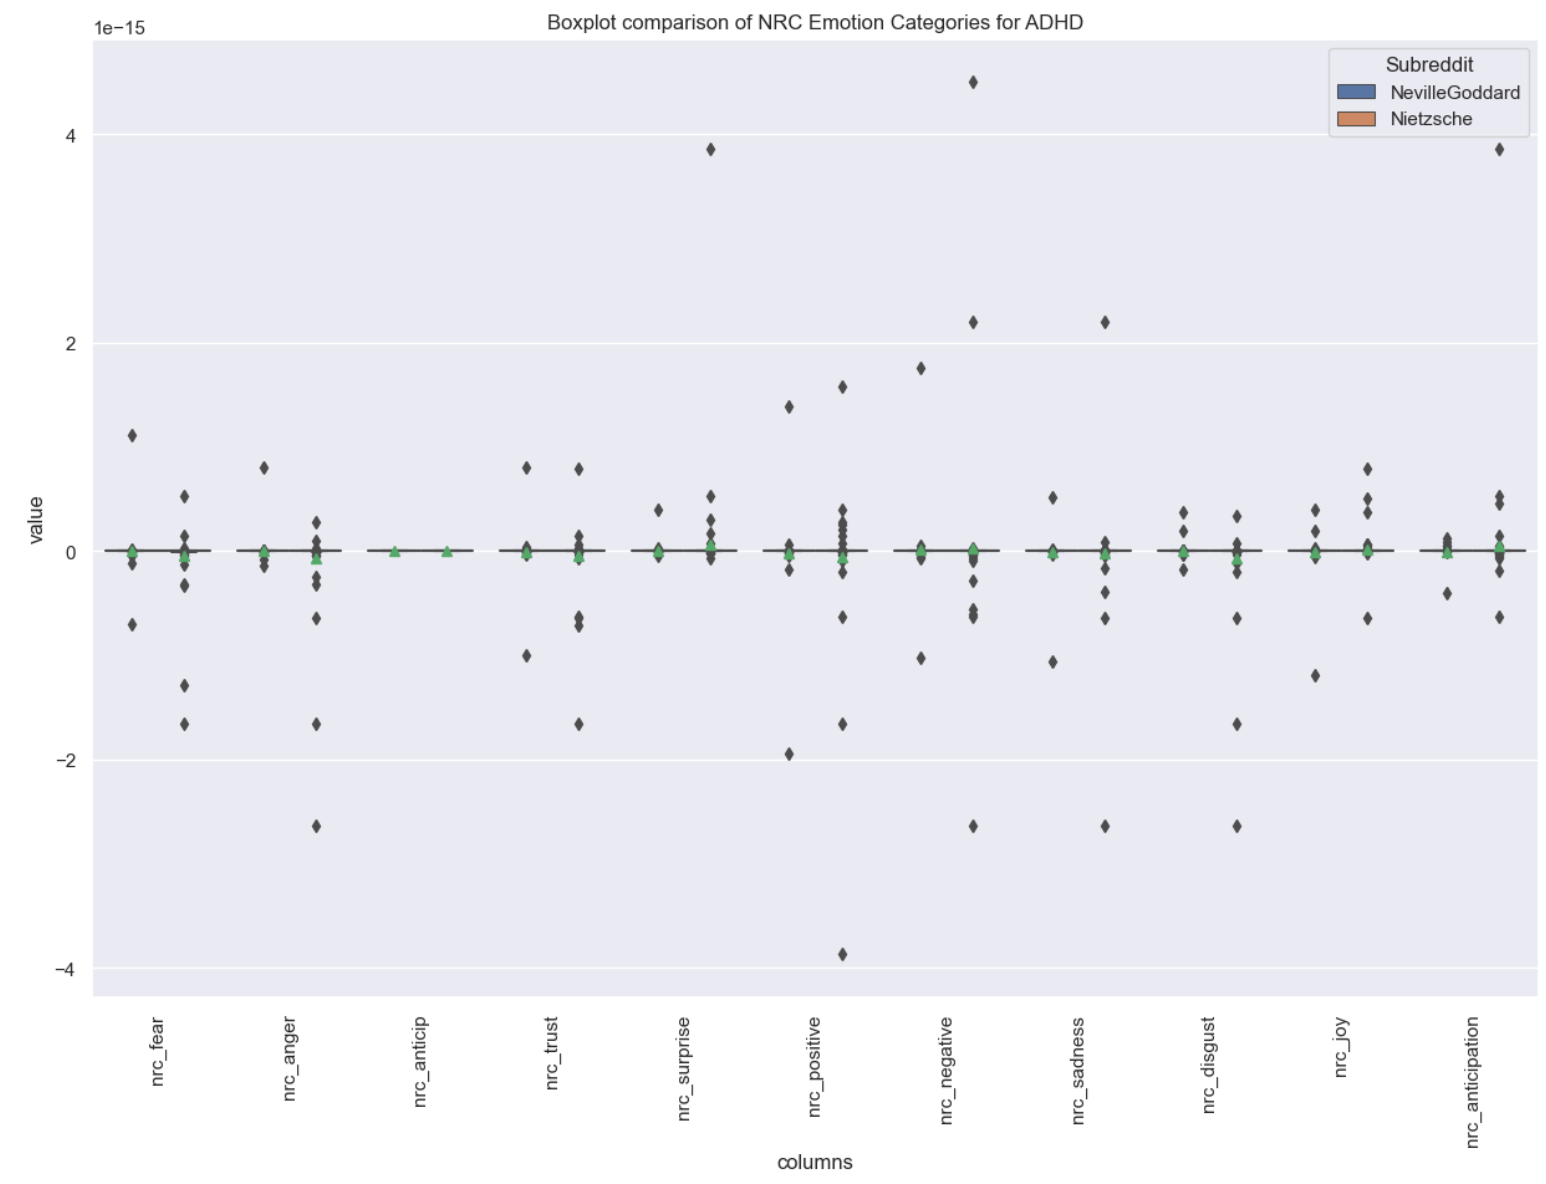 Boxplot comparison of NRC Emotion Categories for ADHD
1e−15
Subreddit
NevilleGoddard
Nietzsche
4
2
0
−2
−4
value
nrc_fear
nrc_anger
nrc_anticip
nrc_trust
nrc_surprise
nrc_positive
nrc_negative
nrc_sadness
nrc_disgust
nrc_joy
nrc_anticipation
columns